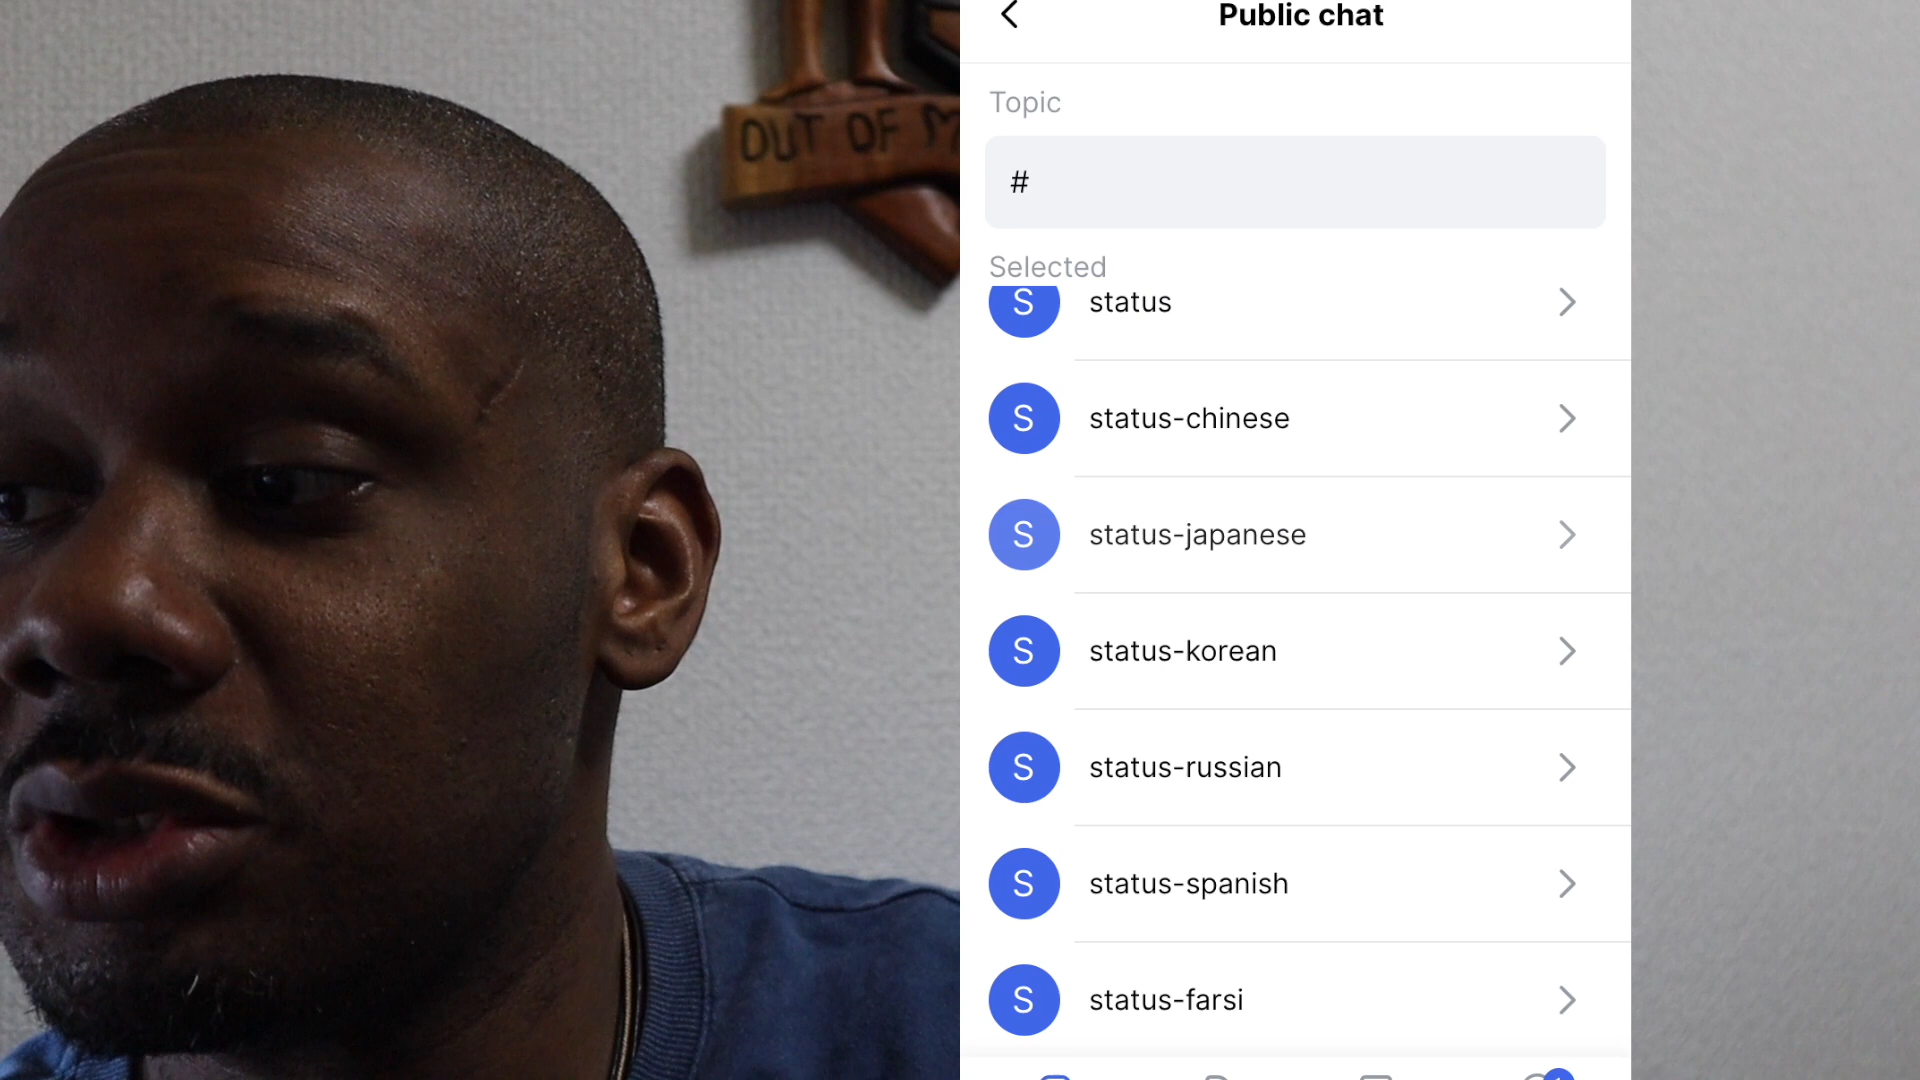 OUT OF M
Public chat
Topic
#
Selected
S status
S status-chinese
S status-japanese
S status-korean
S status-russian
S status-spanish
S status-farsi